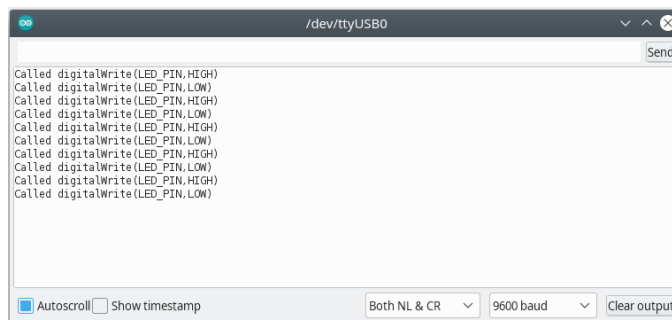 /dev/ttyUSB0
Send
Called digitalWrite(LED_PIN,HIGH)
Called digitalWrite(LED_PIN,LOW)
Called digitalWrite(LED_PIN,HIGH)
Called digitalWrite(LED_PIN,LOW)
Called digitalWrite(LED_PIN,HIGH)
Called digitalWrite(LED_PIN,LOW)
Called digitalWrite(LED_PIN,HIGH)
Called digitalWrite(LED_PIN,LOW)
Called digitalWrite(LED_PIN,HIGH)
Called digitalWrite(LED_PIN,LOW)
Autoscroll Show timestamp Both NL & CR 9600 baud Clear output